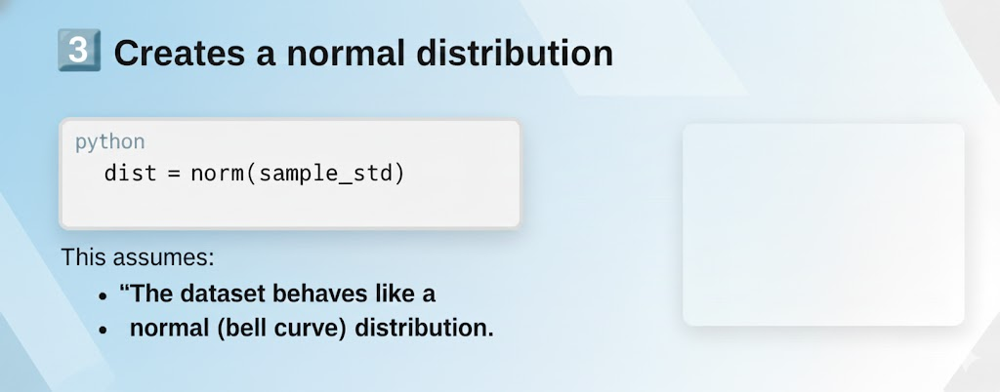 3 Creates a normal distribution
python
dist = norm(sample_std)
This assumes:
• “The dataset behaves like a
• normal (bell curve) distribution.